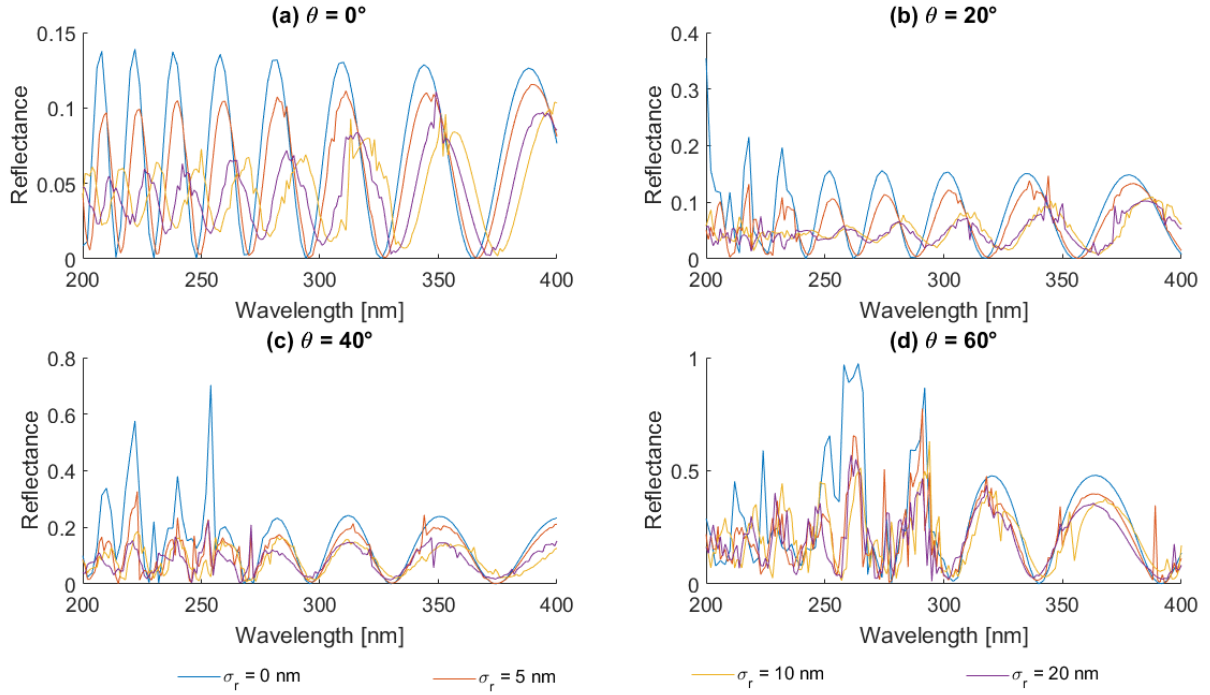 (a) θ = 0°
0.15
0.1
0.05
0
Reflectance
200 250 300 350 400
Wavelength [nm]
(b) θ = 20°
0.4
0.3
0.2
0.1
0
Reflectance
200 250 300 350 400
Wavelength [nm]
(c) θ = 40°
0.8
0.6
0.4
0.2
0
Reflectance
200 250 300 350 400
Wavelength [nm]
(d) θ = 60°
1
0.5
0
Reflectance
200 250 300 350 400
Wavelength [nm]
σr = 0 nm σr = 5 nm σr = 10 nm σr = 20 nm